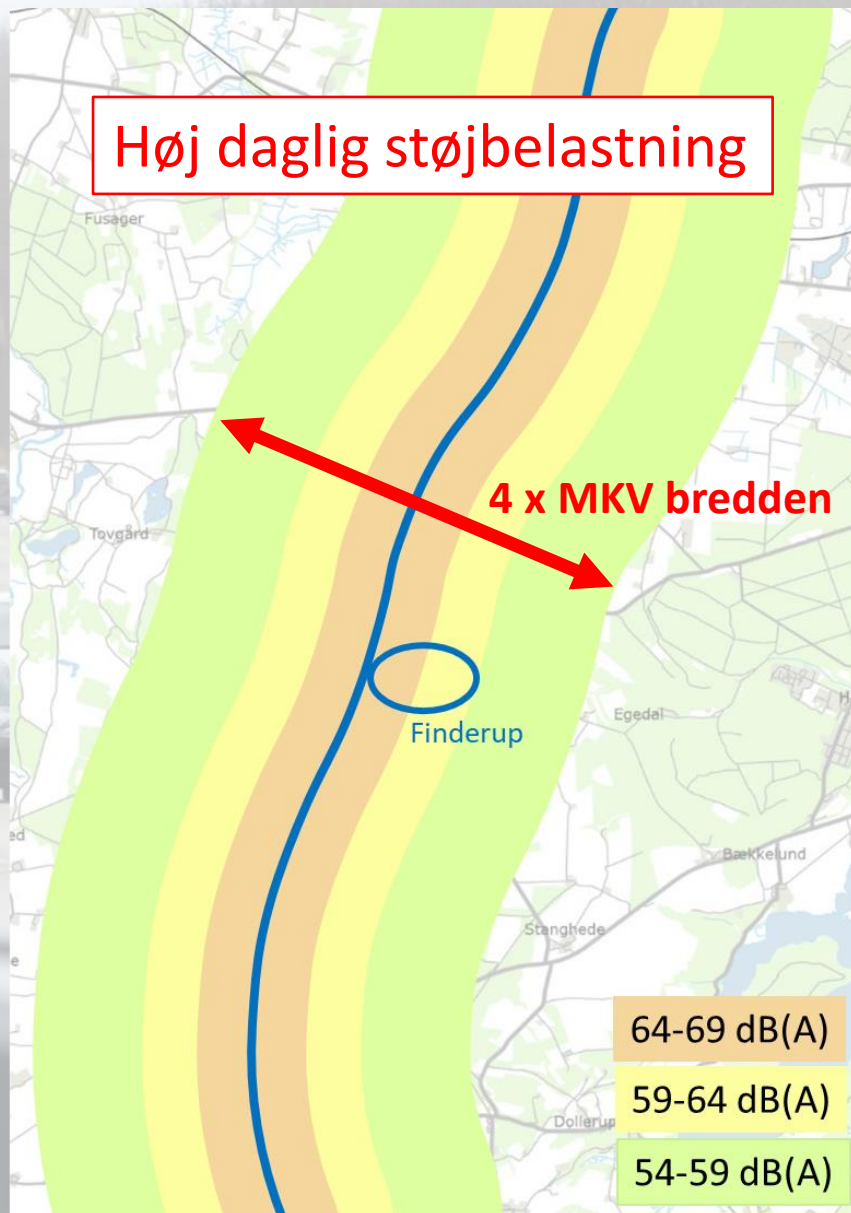 Høj daglig støjbelastning
Fusager
4 x MKV bredden
Tovgård
Egedal
H
Finderup
ed
Bækkelund
Stanghede
e
64-69 dB(A)
59-64 dB(A)
Dollerup
54-59 dB(A)